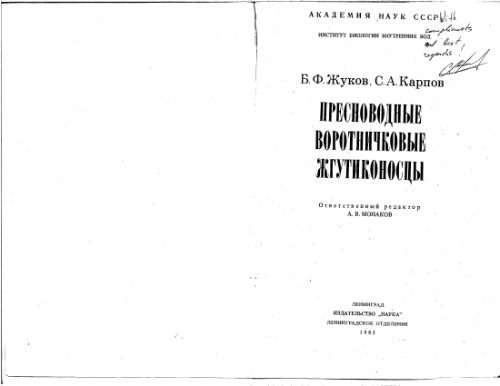 АКАДЕМИЯ НАУК СССР
With
compliments
and best
regards!
ИНСТИТУТ БИОЛОГИИ ВНУТРЕННИХ ВОД
Б.Ф. Жуков, С.А. Карпов
ПРЕСНОВОДНЫЕ
ВОРОТНИЧКОВЫЕ
ЖГУТИКОНОСЦЫ
Ответственный редактор
А. В. МОНАКОВ
ЛЕНИНГРАД
ИЗДАТЕЛЬСТВО „НАУКА"
ЛЕНИНГРАДСКОЕ ОТДЕЛЕНИЕ
1985